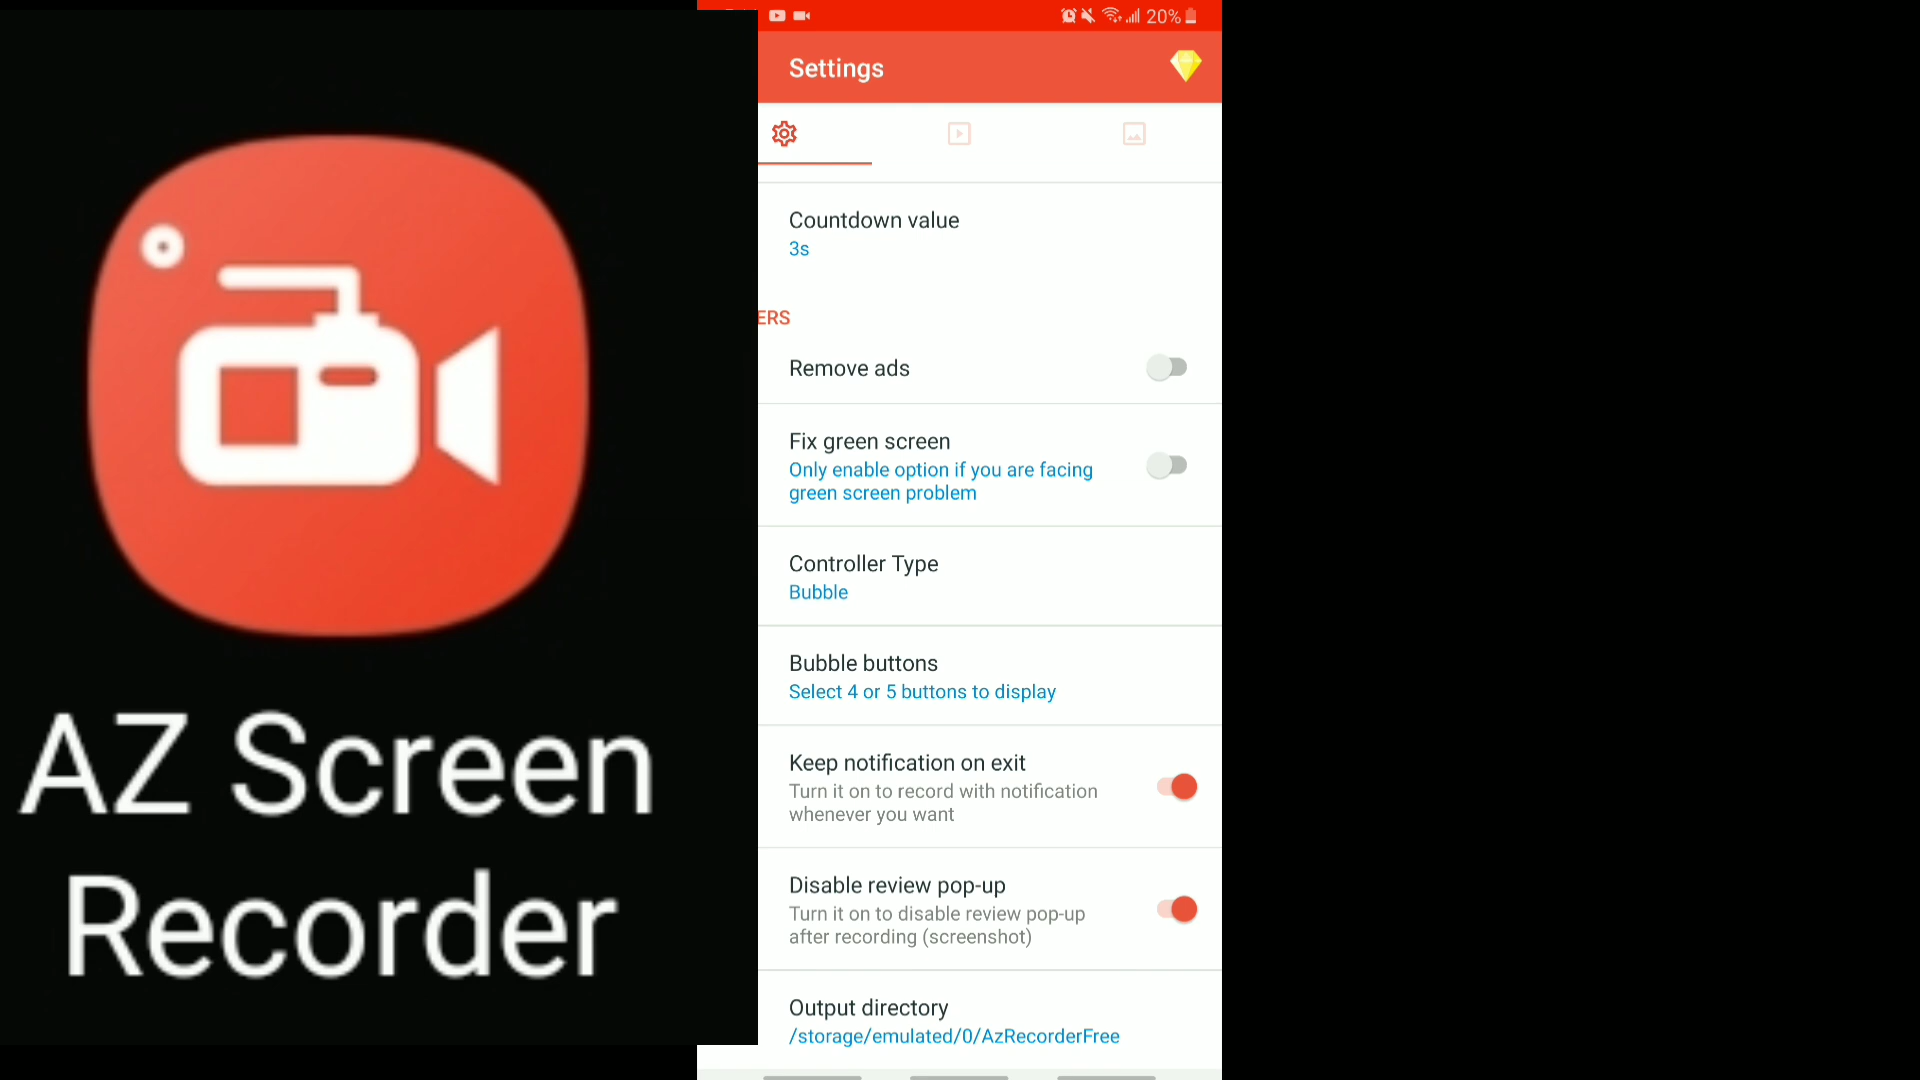 AZ Screen
Recorder
20%
Settings
Countdown value
3s
ERS
Remove ads
Fix green screen
Only enable option if you are facing
green screen problem
Controller Type
Bubble
Bubble buttons
Select 4 or 5 buttons to display
Keep notification on exit
Turn it on to record with notification
whenever you want
Disable review pop-up
Turn it on to disable review pop-up
after recording (screenshot)
Output directory
/storage/emulated/0/AzRecorderFree